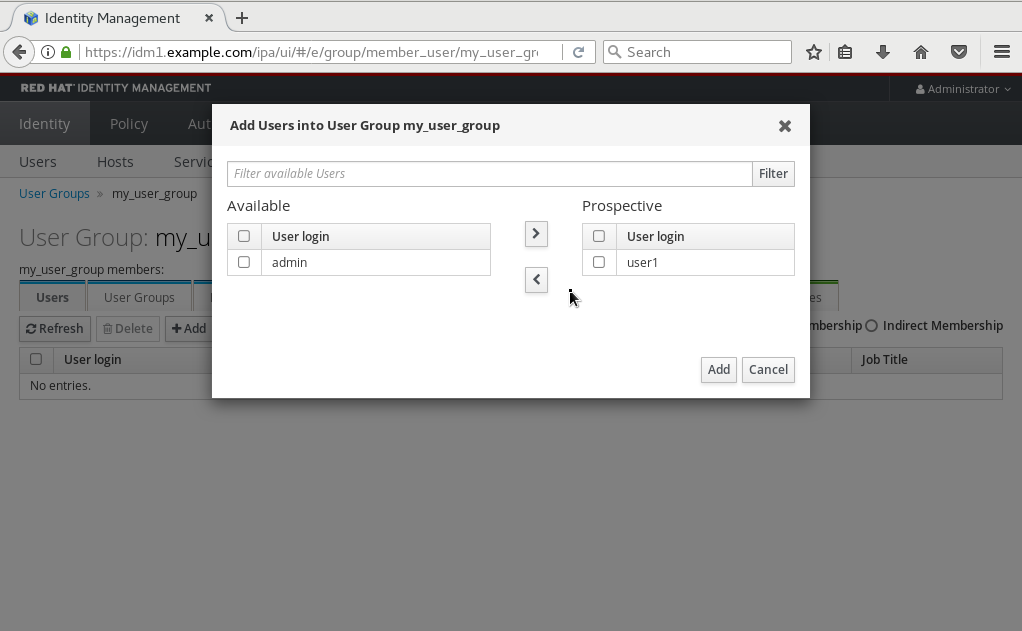 Identity Management
https://idm1.example.com/ipa/ui/#/e/group/member_user/my_user_gr
Search
RED HAT IDENTITY MANAGEMENT
Administrator
Identity
Policy
Aut
Add Users into User Group my_user_group
Users
Hosts
Servic
Filter available Users
Filter
User Groups » my_user_group
Available
Prospective
User Group: my_u
User login
User login
admin
user1
my_user_group members:
Users
User Groups
es
Refresh
Delete
Add
mbership
Indirect Membership
User login
Job Title
No entries.
Add
Cancel